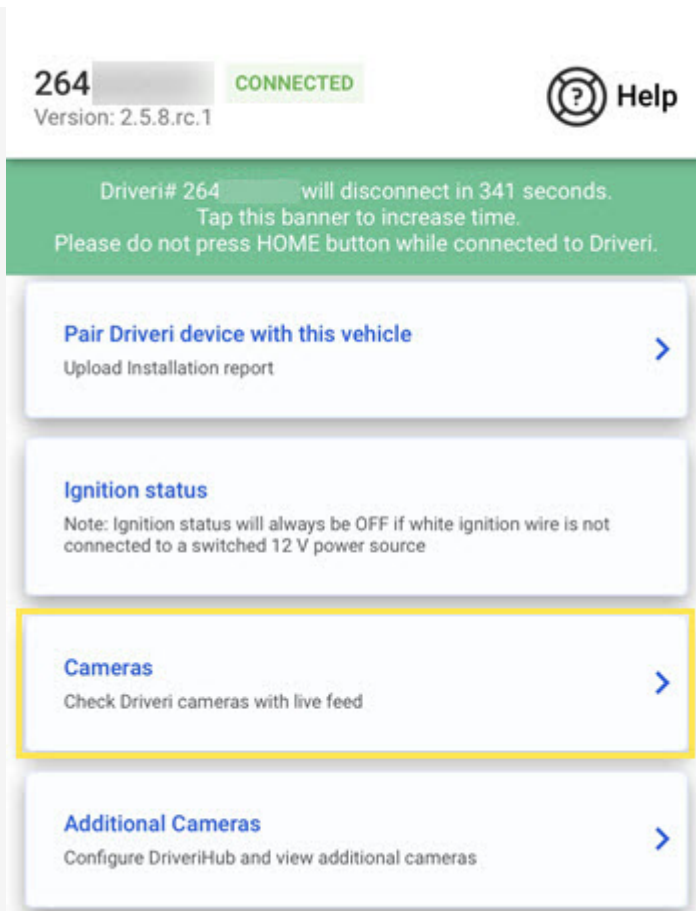 264
CONNECTED
Version: 2.5.8.rc.1
Help
Driveri# 264 will disconnect in 341 seconds.
Tap this banner to increase time.
Please do not press HOME button while connected to Driveri.
Pair Driveri device with this vehicle
Upload Installation report
Ignition status
Note: Ignition status will always be OFF if white ignition wire is not
connected to a switched 12 V power source
Cameras
Check Driveri cameras with live feed
Additional Cameras
Configure DriveriHub and view additional cameras